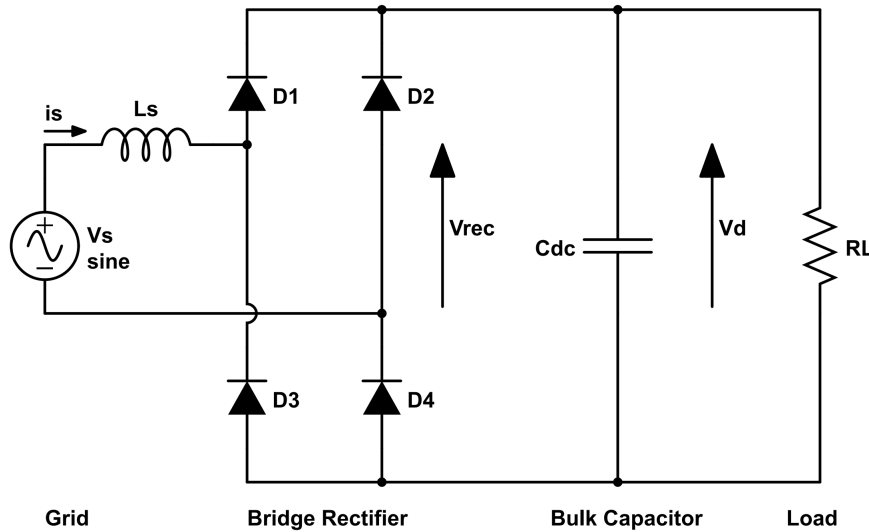 D1
D2
is
Ls
+
Vs
sine
−
Vrec
Cdc
Vd
RL
D3
D4
Grid
Bridge Rectifier
Bulk Capacitor
Load